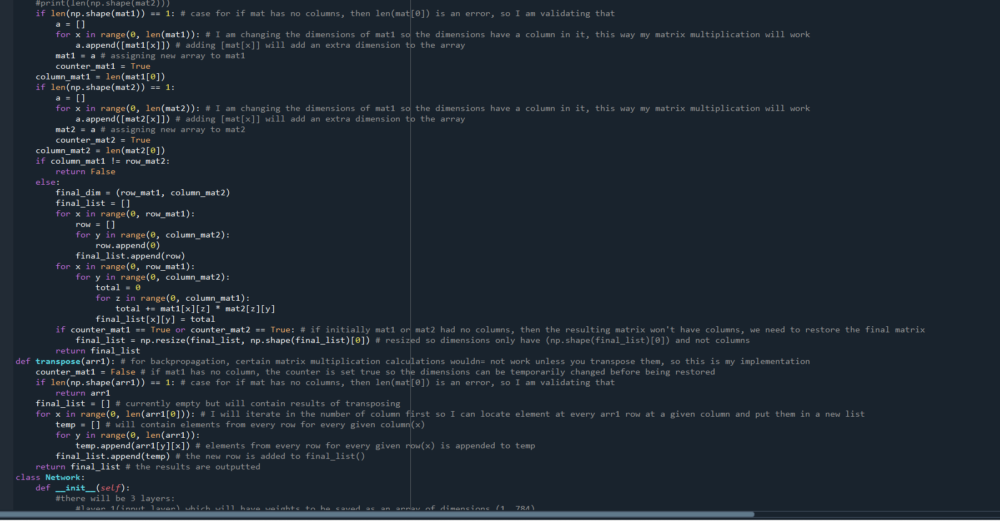 #print(len(np.shape(mat2)))
if len(np.shape(mat1)) == 1: # case for if mat has no columns, then len(mat[0]) is an error, so I am validating that
a = []
for x in range(0, len(mat1)): # I am changing the dimensions of mat1 so the dimensions have a column in it, this way my matrix multiplication will work
a.append([mat1[x]]) # adding [mat[x]] will add an extra dimension to the array
mat1 = a # assigning new array to mat1
counter_mat1 = True
column_mat1 = len(mat1[0])
if len(np.shape(mat2)) == 1:
a = []
for x in range(0, len(mat2)): # I am changing the dimensions of mat1 so the dimensions have a column in it, this way my matrix multiplication will work
a.append([mat2[x]]) # adding [mat[x]] will add an extra dimension to the array
mat2 = a # assigning new array to mat2
counter_mat2 = True
column_mat2 = len(mat2[0])
if column_mat1 != row_mat2:
return False
else:
final_dim = (row_mat1, column_mat2)
final_list = []
for x in range(0, row_mat1):
row = []
for y in range(0, column_mat2):
row.append(0)
final_list.append(row)
for x in range(0, row_mat1):
for y in range(0, column_mat2):
total = 0
for z in range(0, column_mat1):
total += mat1[x][z] * mat2[z][y]
final_list[x][y] = total
if counter_mat1 == True or counter_mat2 == True: # if initially mat1 or mat2 had no columns, then the resulting matrix won't have columns, we need to restore the final matrix
final_list = np.resize(final_list, np.shape(final_list)[0]) # resized so dimensions only have (np.shape(final_list)[0]) and not columns
return final_list
def transpose(arr1): # for backpropagation, certain matrix multiplication calculations wouldn= not work unless you transpose them, so this is my implementation
counter_mat1 = False # if mat1 has no column, the counter is set true so the dimensions can be temporarily changed before being restored
if len(np.shape(arr1)) == 1: # case for if mat has no columns, then len(mat[0]) is an error, so I am validating that
return arr1
final_list = [] # currently empty but will contain results of transposing
for x in range(0, len(arr1[0])): # I will iterate in the number of column first so I can locate element at every arr1 row at a given column and put them in a new list
temp = [] # will contain elements from every row for every given column(x)
for y in range(0, len(arr1)):
temp.append(arr1[y][x]) # elements from every row for every given row(x) is appended to temp
final_list.append(temp) # the new row is added to final_list()
return final_list # the results are outputted
class Network:
def __init__(self):
#there will be 3 layers:
#layer 1(input layer) which will have weights to be saved as an array of dimensions (1, 784)